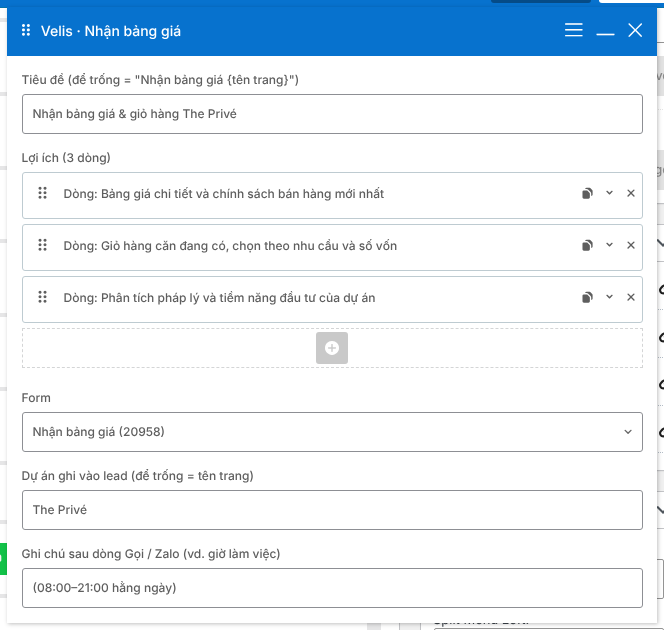 Velis · Nhận bảng giá
Tiêu đề (để trống = "Nhận bảng giá {tên trang}")
Nhận bảng giá & giỏ hàng The Privé
Lợi ích (3 dòng)
Dòng: Bảng giá chi tiết và chính sách bán hàng mới nhất
Dòng: Giỏ hàng căn đang có, chọn theo nhu cầu và số vốn
Dòng: Phân tích pháp lý và tiềm năng đầu tư của dự án
Form
Nhận bảng giá (20958)
Dự án ghi vào lead (để trống = tên trang)
The Privé
Ghi chú sau dòng Gọi / Zalo (vd. giờ làm việc)
(08:00–21:00 hằng ngày)